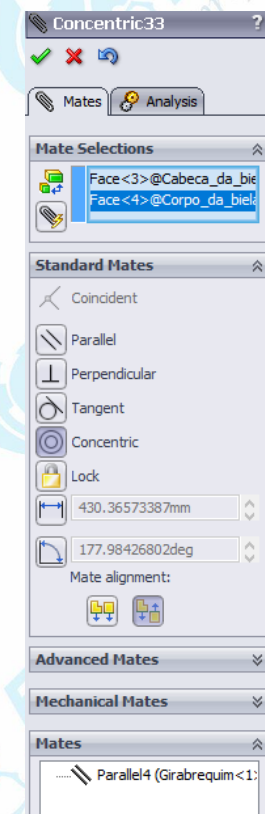 Concentric33 ?
Mates Analysis
Mate Selections
Face<3>@Cabeca_da_bie
Face<4>@Corpo_da_biela
Standard Mates
Coincident
Parallel
Perpendicular
Tangent
Concentric
Lock
430.36573387mm
177.98426802deg
Mate alignment:
Advanced Mates
Mechanical Mates
Mates
Parallel4 (Girabrequim<1>